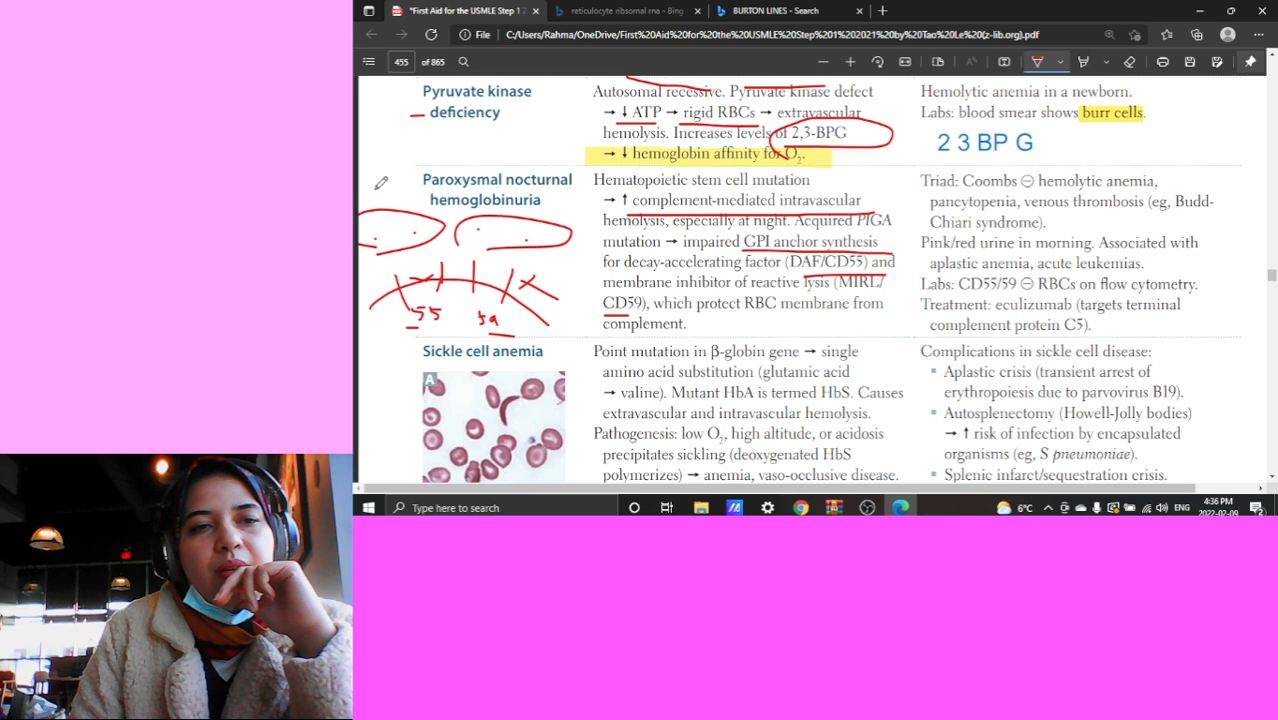 "First Aid for the USMLE Step 1 2
reticulocyte ribosomal rna - Bing
BURTON LINES - Search
File
C:/Users/Rahma/OneDrive/First%20Aid%20for%20the%20USMLE%20Step%201%202021%20by%20Tao%20Le%20(z-lib.org).pdf
455 of 865
Pyruvate kinase
deficiency
Autosomal recessive. Pyruvate kinase defect
→ ↓ ATP → rigid RBCs → extravascular
hemolysis. Increases levels of 2,3-BPG
→ ↓ hemoglobin affinity for O2.
Hemolytic anemia in a newborn.
Labs: blood smear shows burr cells.
2 3 BP G
Paroxysmal nocturnal
hemoglobinuria
55 59
Hematopoietic stem cell mutation
→ ↑ complement-mediated intravascular
hemolysis, especially at night. Acquired PIGA
mutation → impaired GPI anchor synthesis
for decay-accelerating factor (DAF/CD55) and
membrane inhibitor of reactive lysis (MIRL/
CD59), which protect RBC membrane from
complement.
Triad: Coombs ⊖ hemolytic anemia,
pancytopenia, venous thrombosis (eg, Budd-
Chiari syndrome).
Pink/red urine in morning. Associated with
aplastic anemia, acute leukemias.
Labs: CD55/59 ⊖ RBCs on flow cytometry.
Treatment: eculizumab (targets terminal
complement protein C5).
Sickle cell anemia
A
Point mutation in β-globin gene → single
amino acid substitution (glutamic acid
→ valine). Mutant HbA is termed HbS. Causes
extravascular and intravascular hemolysis.
Pathogenesis: low O2, high altitude, or acidosis
precipitates sickling (deoxygenated HbS
polymerizes) → anemia, vaso-occlusive disease.
Complications in sickle cell disease:
▪ Aplastic crisis (transient arrest of
erythropoiesis due to parvovirus B19).
▪ Autosplenectomy (Howell-Jolly bodies)
→ ↑ risk of infection by encapsulated
organisms (eg, S pneumoniae).
▪ Splenic infarct/sequestration crisis.
Type here to search
6°C
ENG
4:36 PM
2022-02-09